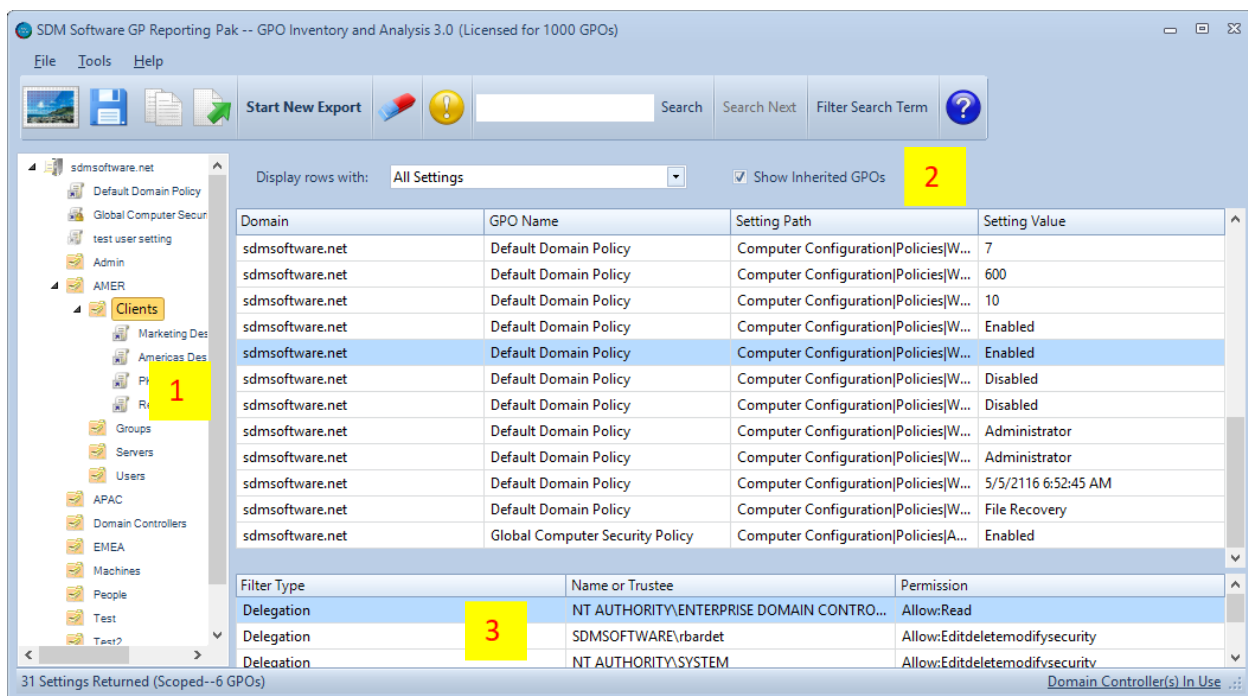 SDM Software GP Reporting Pak -- GPO Inventory and Analysis 3.0 (Licensed for 1000 GPOs)
File Tools Help
Start New Export Search Search Next Filter Search Term ?
sdmsoftware.net
Default Domain Policy
Global Computer Secur
test user setting
Admin
AMER
Clients
Marketing Des
Americas Des
1
Groups
Servers
Users
APAC
Domain Controllers
EMEA
Machines
People
Test
Test2
Display rows with: All Settings Show Inherited GPOs 2
Domain GPO Name Setting Path Setting Value
sdmsoftware.net Default Domain Policy Computer Configuration|Policies|W... 7
sdmsoftware.net Default Domain Policy Computer Configuration|Policies|W... 600
sdmsoftware.net Default Domain Policy Computer Configuration|Policies|W... 10
sdmsoftware.net Default Domain Policy Computer Configuration|Policies|W... Enabled
sdmsoftware.net Default Domain Policy Computer Configuration|Policies|W... Enabled
sdmsoftware.net Default Domain Policy Computer Configuration|Policies|W... Disabled
sdmsoftware.net Default Domain Policy Computer Configuration|Policies|W... Disabled
sdmsoftware.net Default Domain Policy Computer Configuration|Policies|W... Administrator
sdmsoftware.net Default Domain Policy Computer Configuration|Policies|W... Administrator
sdmsoftware.net Default Domain Policy Computer Configuration|Policies|W... 5/5/2116 6:52:45 AM
sdmsoftware.net Default Domain Policy Computer Configuration|Policies|W... File Recovery
sdmsoftware.net Global Computer Security Policy Computer Configuration|Policies|A... Enabled
Filter Type Name or Trustee Permission
Delegation NT AUTHORITY\ENTERPRISE DOMAIN CONTRO... Allow:Read
Delegation 3 SDMSOFTWARE\rbardet Allow:Editdeletemodifysecurity
Delegation NT AUTHORITY\SYSTEM Allow:Editdeletemodifysecurity
31 Settings Returned (Scoped--6 GPOs) Domain Controller(s) In Use